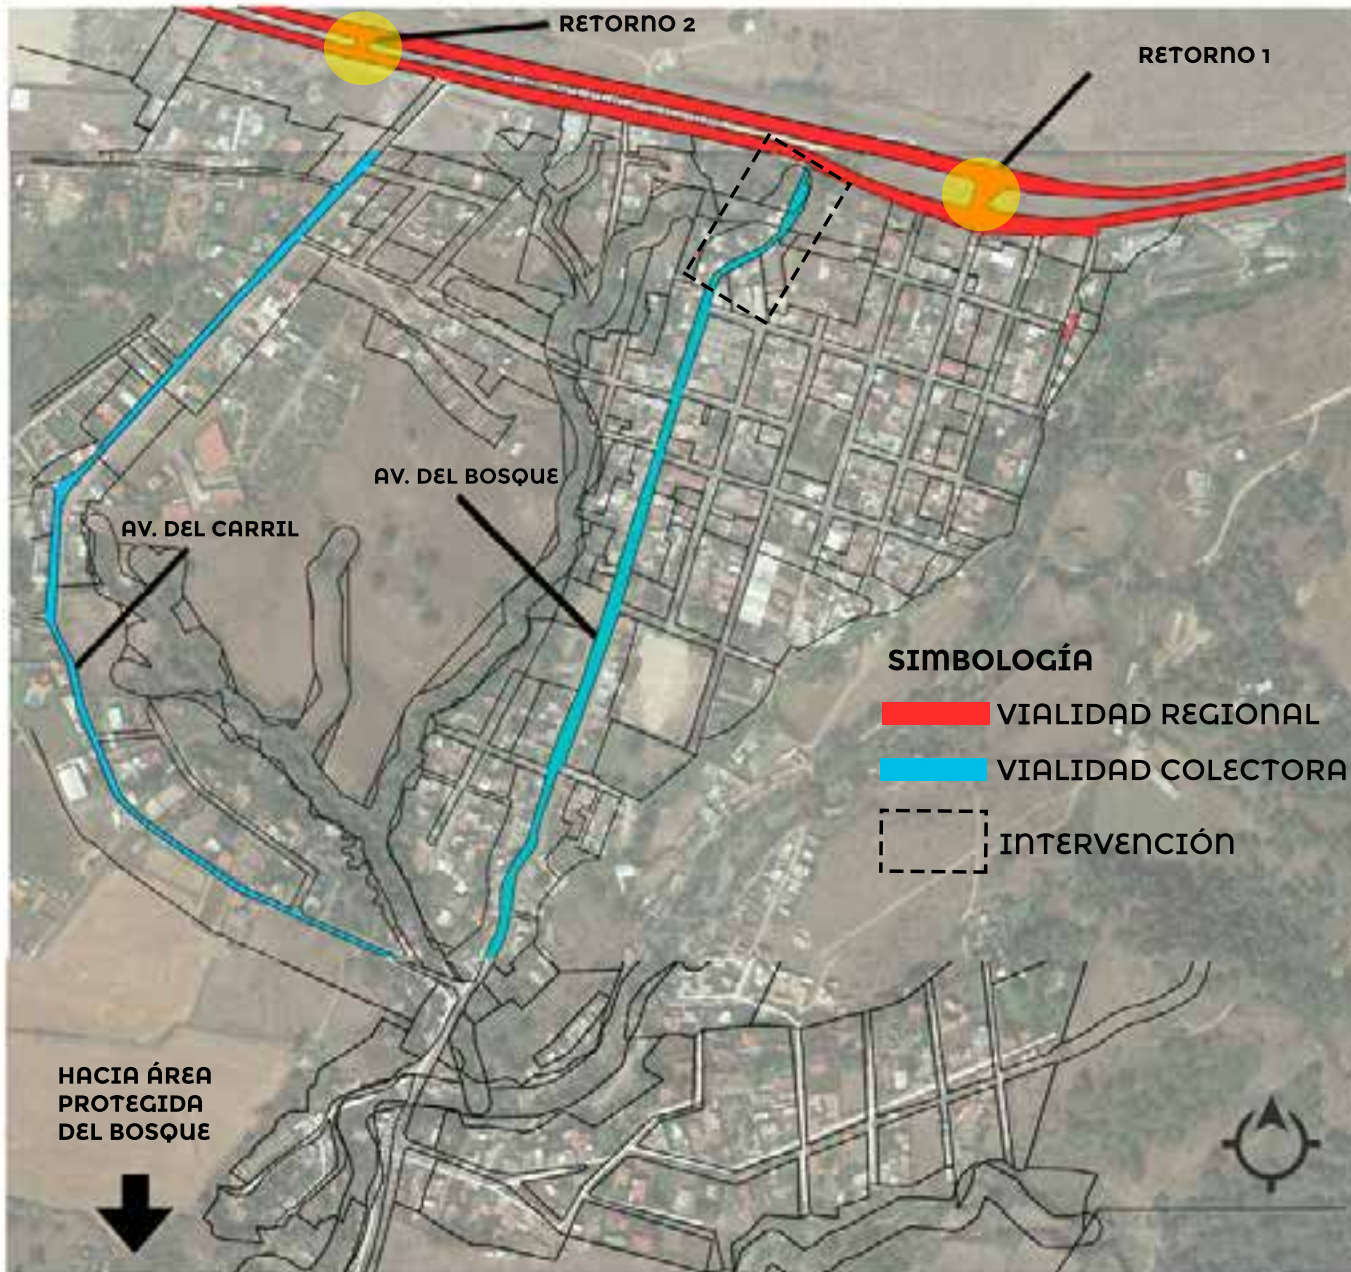 RETORNO 2
RETORNO 1
AV. DEL BOSQUE
AV. DEL CARRIL
SIMBOLOGÍA
VIALIDAD REGIONAL
VIALIDAD COLECTORA
INTERVENCIÓN
HACIA ÁREA
PROTEGIDA
DEL BOSQUE